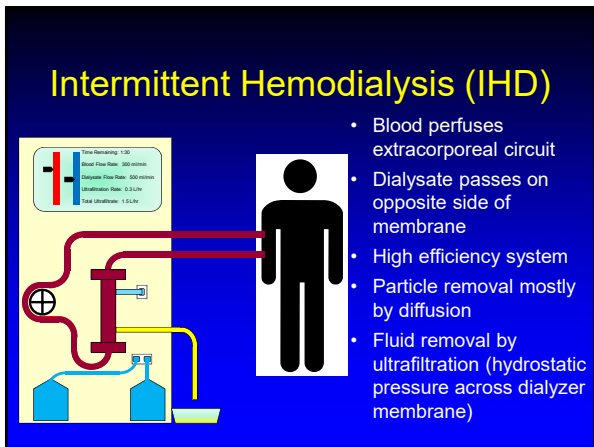 Intermittent Hemodialysis (IHD)
Time Remaining: 1:30
Blood Flow Rate: 300 ml/min
Dialysate Flow Rate: 500 ml/min
Ultrafiltration Rate: 0.3 L/hr
Total Ultrafiltrate: 1.5 L/hr
• Blood perfuses
extracorporeal circuit
• Dialysate passes on
opposite side of
membrane
• High efficiency system
• Particle removal mostly
by diffusion
• Fluid removal by
ultrafiltration (hydrostatic
pressure across dialyzer
membrane)